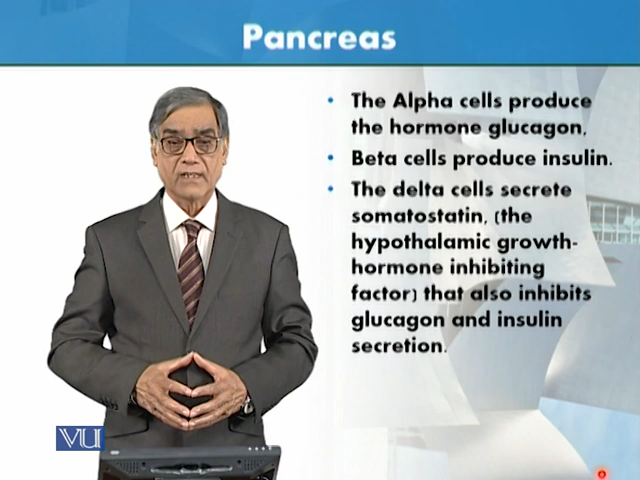 Pancreas
• The Alpha cells produce
the hormone glucagon,
• Beta cells produce insulin.
• The delta cells secrete
somatostatin, (the
hypothalamic growth-
hormone inhibiting
factor) that also inhibits
glucagon and insulin
secretion.
VU